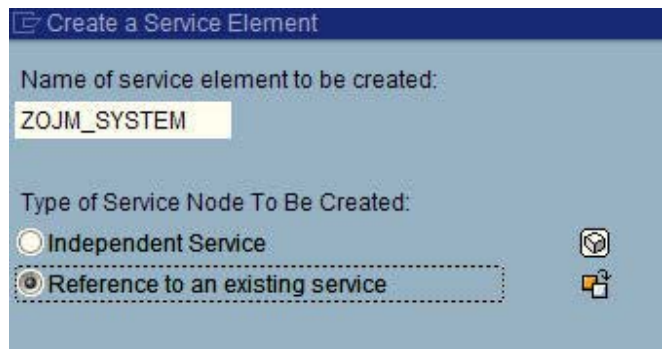 Create a Service Element
Name of service element to be created:
ZOJM_SYSTEM
Type of Service Node To Be Created:
Independent Service
Reference to an existing service